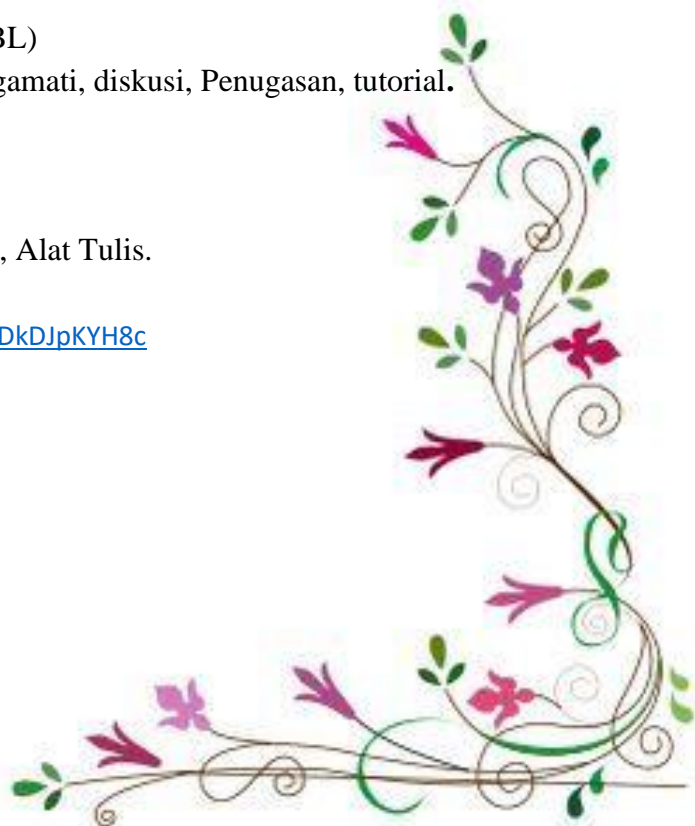 BL)
gamati, diskusi, Penugasan, tutorial.
, Alat Tulis.
DkDJpKYH8c